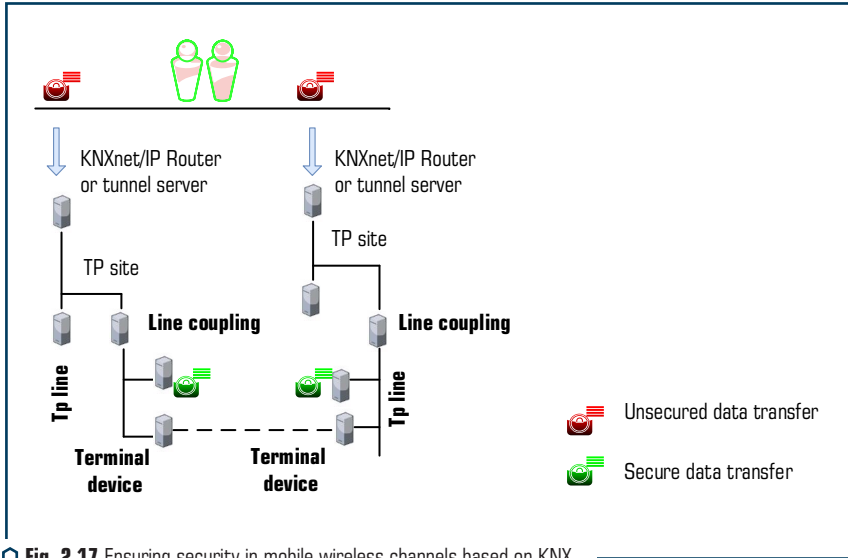 KNXnet/IP Router
or tunnel server
KNXnet/IP Router
or tunnel server
TP site
TP site
Line coupling
Line coupling
Tp line
Tp line
Terminal
device
Terminal
device
Unsecured data transfer
Secure data transfer
Fig. 2.17 Ensuring security in mobile wireless channels based on KNX